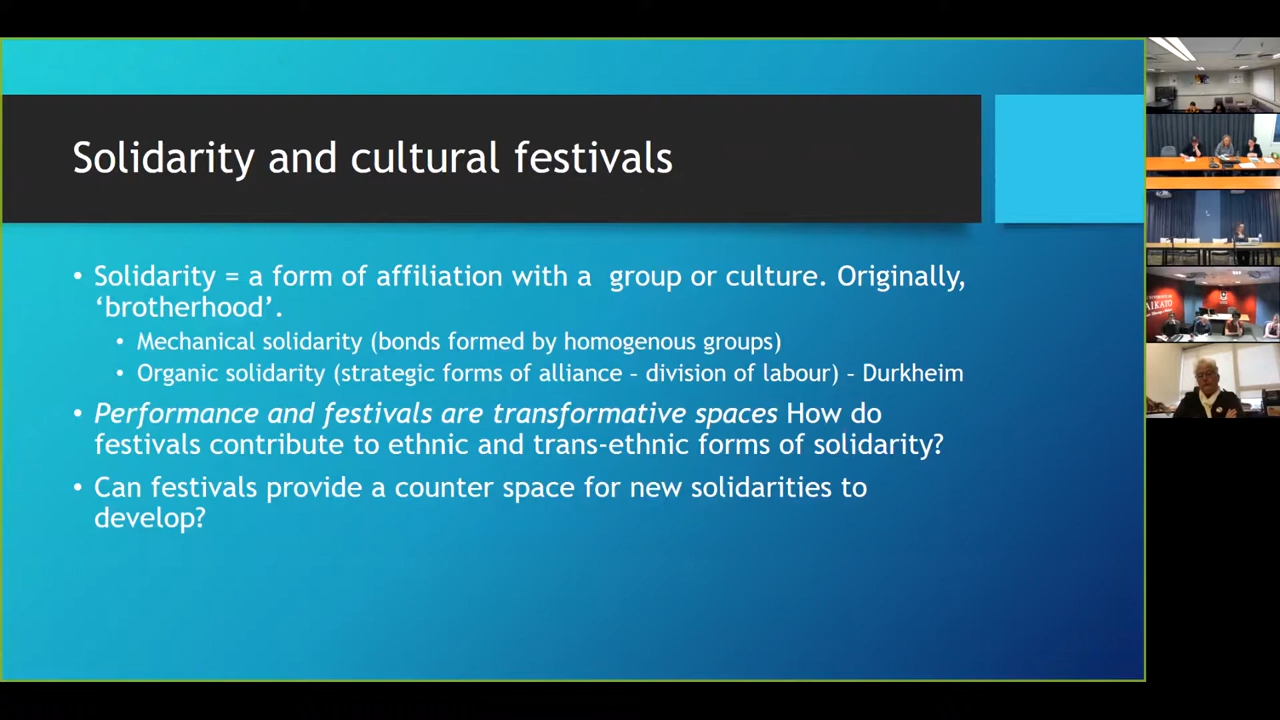 Solidarity and cultural festivals
• Solidarity = a form of affiliation with a  group or culture. Originally,
‘brotherhood’.
• Mechanical solidarity (bonds formed by homogenous groups)
• Organic solidarity (strategic forms of alliance – division of labour) – Durkheim
• Performance and festivals are transformative spaces How do
festivals contribute to ethnic and trans-ethnic forms of solidarity?
• Can festivals provide a counter space for new solidarities to
develop?
AIKATO